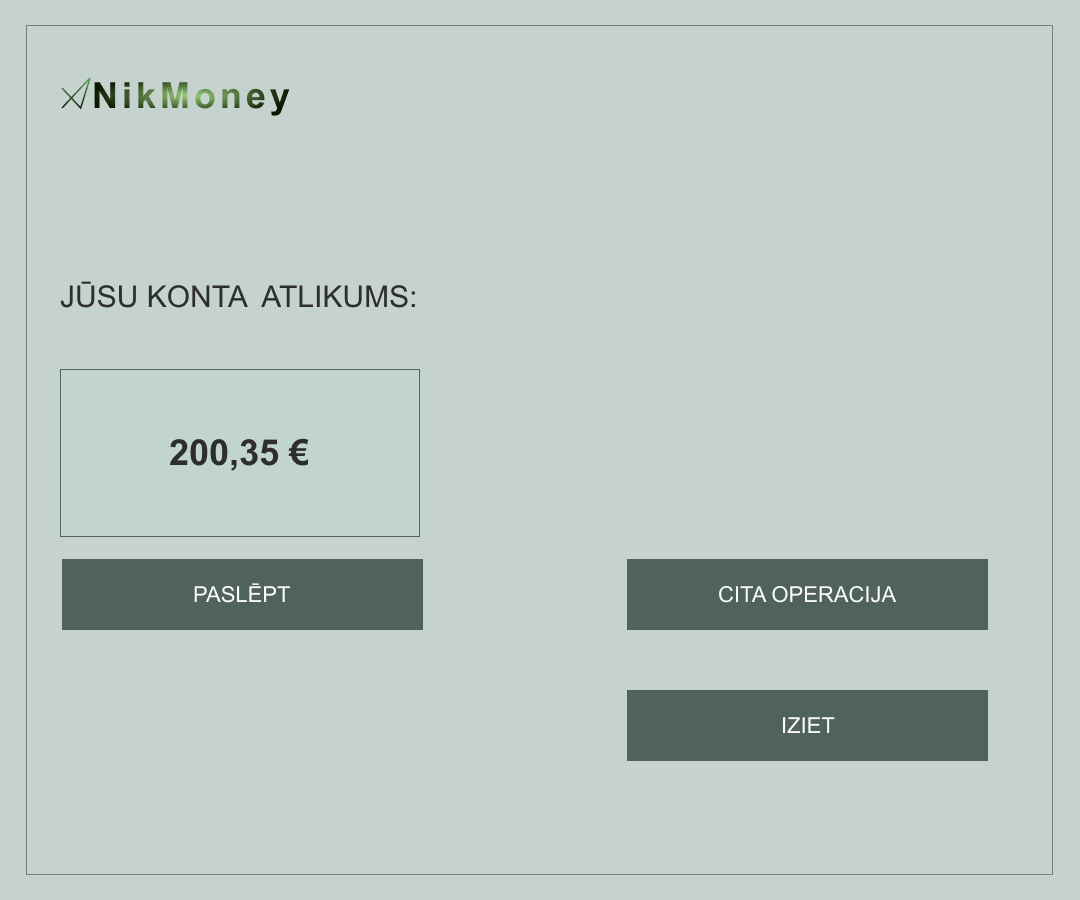 NikMoney
JŪSU KONTA ATLIKUMS:
200,35 €
PASLĒPT
CITA OPERACIJA
IZIET